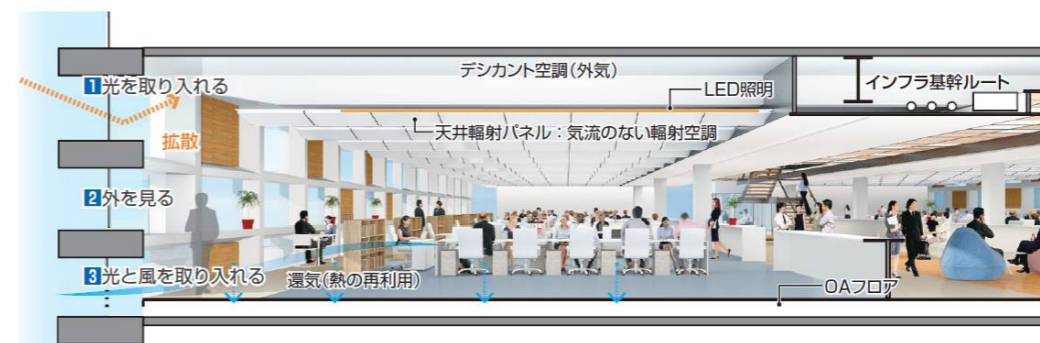 デシカント空調（外気）
1光を取り入れる
LED照明
インフラ基幹ルート
天井輻射パネル：気流のない輻射空調
拡散
2外を見る
3光と風を取り入れる
還気（熱の再利用）
OAフロア